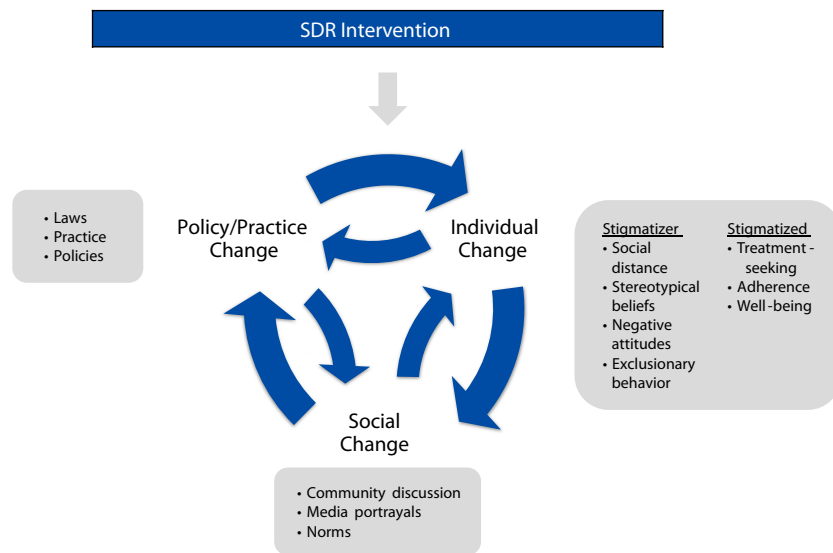 SDR Intervention
Policy/Practice
Change
Individual
Change
Social
Change
• Laws
• Practice
• Policies
Stigmatizer
• Social
distance
• Stereotypical
beliefs
• Negative
attitudes
• Exclusionary
behavior
Stigmatized
• Treatment-
seeking
• Adherence
• Well-being
• Community discussion
• Media portrayals
• Norms